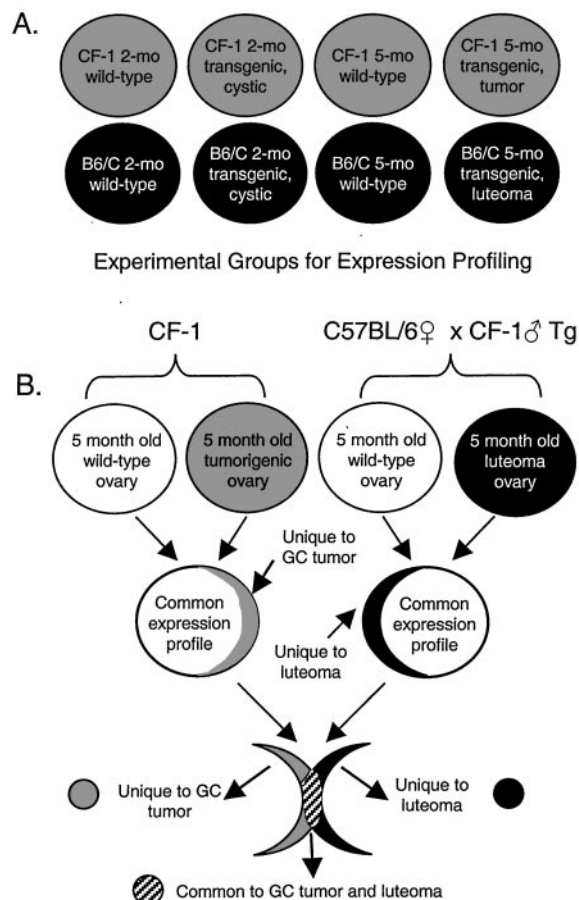 A.
CF-1 2-mo
wild-type
CF-1 2-mo
transgenic,
cystic
CF-1 5-mo
wild-type
CF-1 5-mo
transgenic,
tumor
B6/C 2-mo
wild-type
B6/C 2-mo
transgenic,
cystic
B6/C 5-mo
wild-type
B6/C 5-mo
transgenic,
luteoma
Experimental Groups for Expression Profiling
CF-1
C57BL/6♀ x CF-1♂ Tg
B.
5 month old
wild-type
ovary
5 month old
tumorigenic
ovary
5 month old
wild-type
ovary
5 month old
luteoma
ovary
Unique to
GC tumor
Common
expression
profile
Unique to
luteoma
Common
expression
profile
Unique to GC
tumor
Unique to
luteoma
Common to GC tumor and luteoma